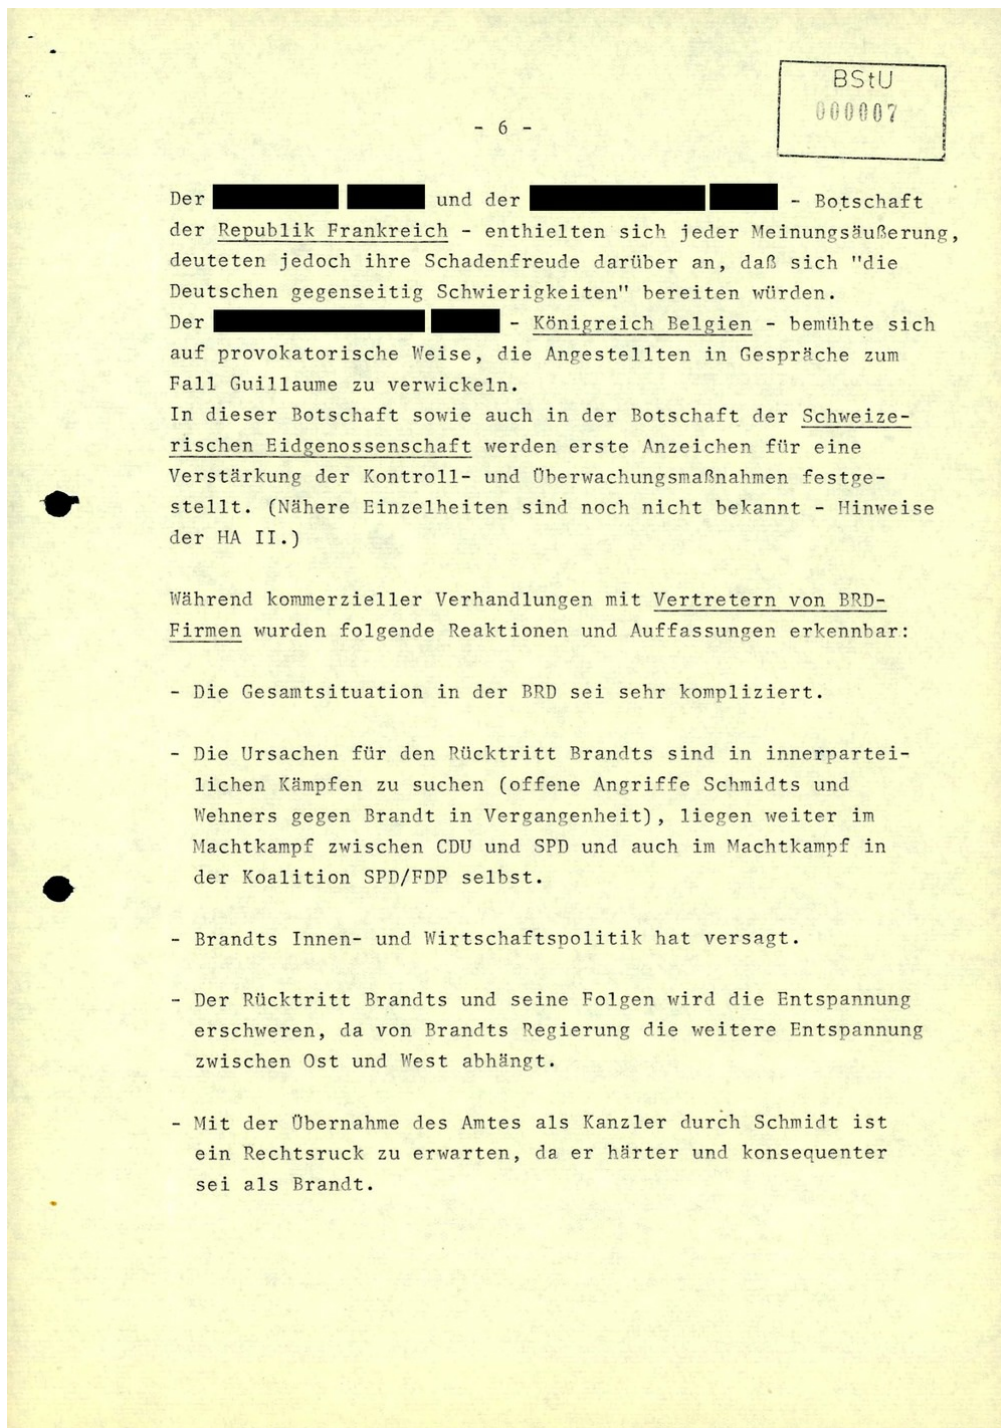 BStU
000007
- 6 -
Der und der - Botschaft
der Republik Frankreich - enthielten sich jeder Meinungsäußerung,
deuteten jedoch ihre Schadenfreude darüber an, daß sich "die
Deutschen gegenseitig Schwierigkeiten" bereiten würden.
Der - Königreich Belgien - bemühte sich
auf provokatorische Weise, die Angestellten in Gespräche zum
Fall Guillaume zu verwickeln.
In dieser Botschaft sowie auch in der Botschaft der Schweize-
rischen Eidgenossenschaft werden erste Anzeichen für eine
Verstärkung der Kontroll- und Überwachungsmaßnahmen festge-
stellt. (Nähere Einzelheiten sind noch nicht bekannt - Hinweise
der HA II.)
Während kommerzieller Verhandlungen mit Vertretern von BRD-
Firmen wurden folgende Reaktionen und Auffassungen erkennbar:
- Die Gesamtsituation in der BRD sei sehr kompliziert.
- Die Ursachen für den Rücktritt Brandts sind in innerpartei-
lichen Kämpfen zu suchen (offene Angriffe Schmidts und
Wehners gegen Brandt in Vergangenheit), liegen weiter im
Machtkampf zwischen CDU und SPD und auch im Machtkampf in
der Koalition SPD/FDP selbst.
- Brandts Innen- und Wirtschaftspolitik hat versagt.
- Der Rücktritt Brandts und seine Folgen wird die Entspannung
erschweren, da von Brandts Regierung die weitere Entspannung
zwischen Ost und West abhängt.
- Mit der Übernahme des Amtes als Kanzler durch Schmidt ist
ein Rechtsruck zu erwarten, da er härter und konsequenter
sei als Brandt.